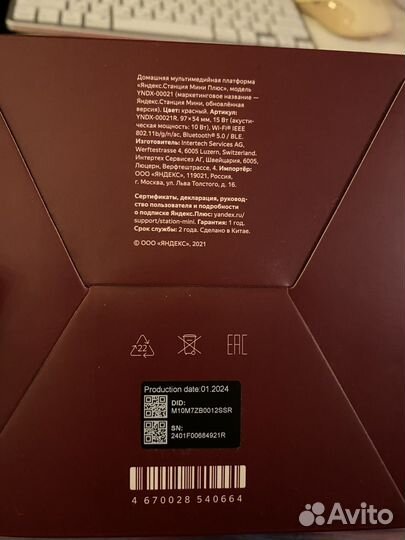 Домашняя мультимедийная платформа
«Яндекс.Станция Мини Плюс», модель
YNDX-00021 (маркетинговое название —
Яндекс.Станция Мини, обновлённая
версия). Цвет: красный. Артикул:
YNDX-00021R. 97×54 мм, 15 Вт (акусти-
ческая мощность: 10 Вт), Wi-Fi® IEEE
802.11b/g/n/ac, Bluetooth® 5.0 / BLE.
Изготовитель: Intertech Services AG,
Werftestrasse 4, 6005 Luzern, Switzerland.
Интертех Сервисез АГ, Швейцария, 6005,
Люцерн, Верфтештрассе, 4. Импортёр:
ООО «ЯНДЕКС», 119021, Россия,
г. Москва, ул. Льва Толстого, д. 16.
Сертификаты, декларация, руковод-
ство пользователя и подробности
о подписке Яндекс.Плюс: yandex.ru/
support/station-mini. Гарантия: 1 год.
Срок службы: 2 года. Сделано в Китае.
© ООО «ЯНДЕКС», 2021
22
EAC
Production date:01.2024
DID:
M10M7ZB0012SSR
SN:
2401F00684921R
4 670028 540664
Avito